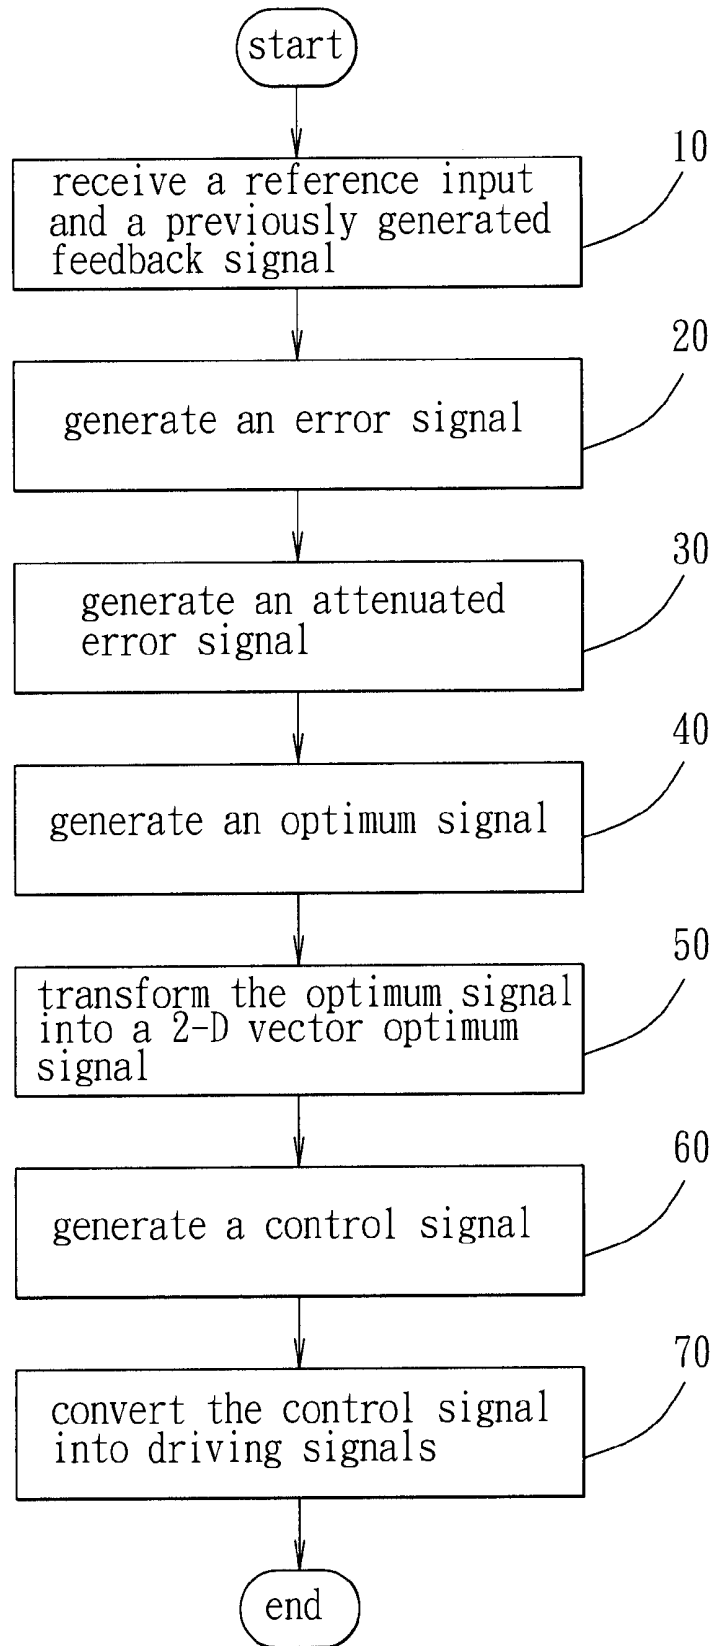 start
10
receive a reference input
and a previously generated
feedback signal
20
generate an error signal
30
generate an attenuated
error signal
40
generate an optimum signal
50
transform the optimum signal
into a 2-D vector optimum
signal
60
generate a control signal
70
convert the control signal
into driving signals
end